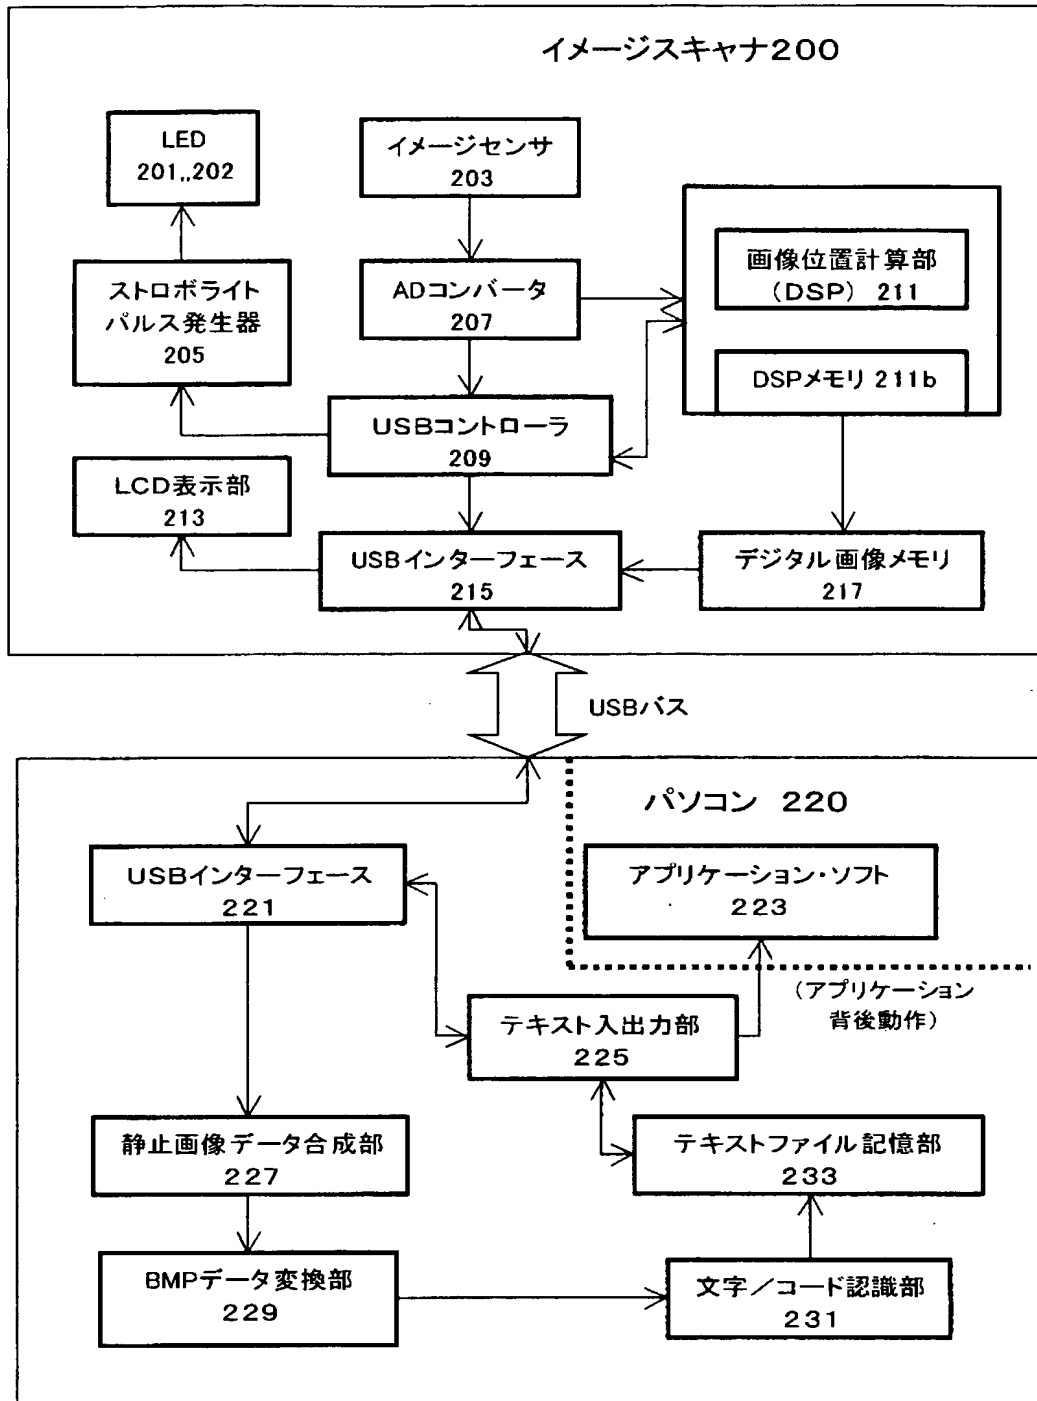 イメージスキャナ200
LED
201,,202
イメージセンサ
203
画像位置計算部
(DSP) 211
ストロボライト
パルス発生器
205
ADコンバータ
207
DSPメモリ 211b
USBコントローラ
209
LCD表示部
213
USBインターフェース
215
デジタル画像メモリ
217
USBバス
パソコン 220
USBインターフェース
221
アプリケーション・ソフト
223
(アプリケーション
背後動作)
テキスト入出力部
225
静止画像データ合成部
227
テキストファイル記憶部
233
BMPデータ変換部
229
文字/コード認識部
231